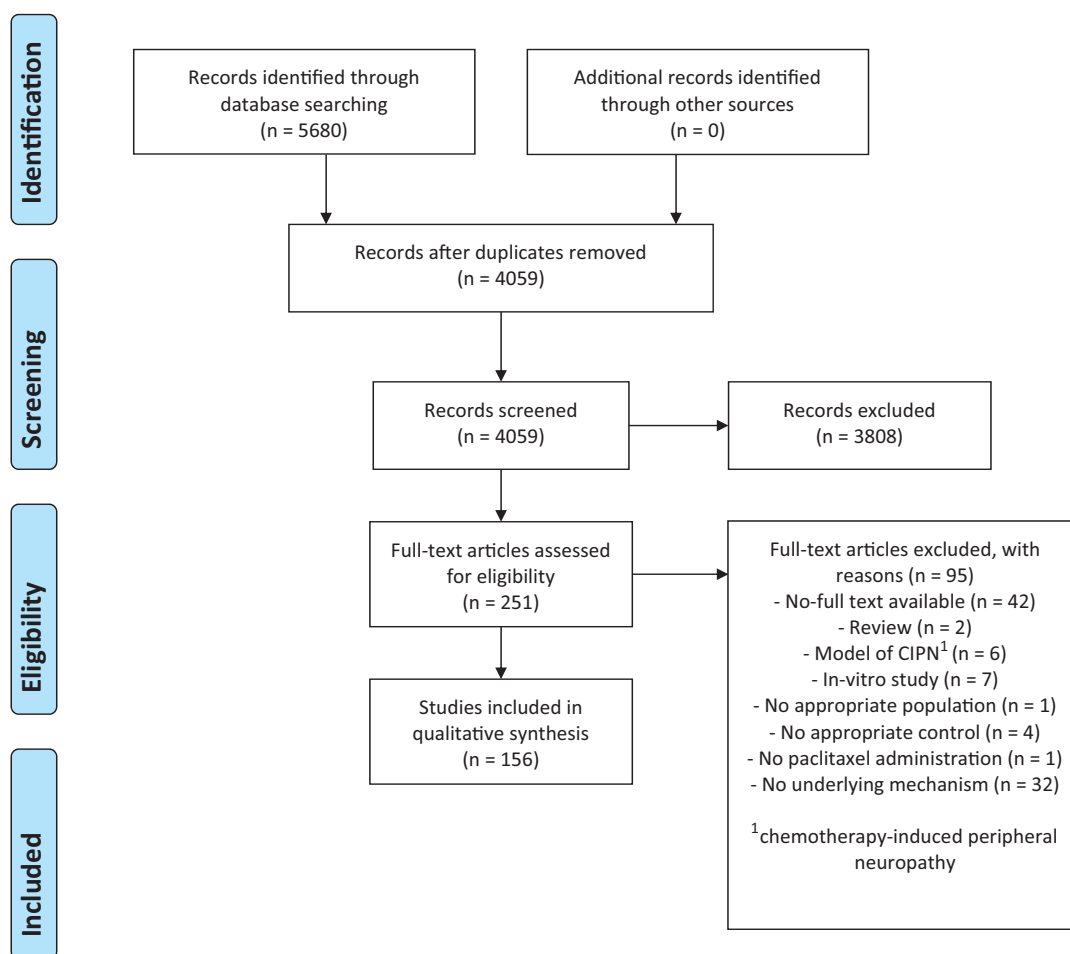 Identification
Records identified through
database searching
(n = 5680)
Additional records identified
through other sources
(n = 0)
Records after duplicates removed
(n = 4059)
Screening
Records screened
(n = 4059)
Records excluded
(n = 3808)
Eligibility
Full-text articles assessed
for eligibility
(n = 251)
Full-text articles excluded, with
reasons (n = 95)
- No-full text available (n = 42)
- Review (n = 2)
- Model of CIPN¹ (n = 6)
- In-vitro study (n = 7)
- No appropriate population (n = 1)
- No appropriate control (n = 4)
- No paclitaxel administration (n = 1)
- No underlying mechanism (n = 32)
¹chemotherapy-induced peripheral
neuropathy
Included
Studies included in
qualitative synthesis
(n = 156)